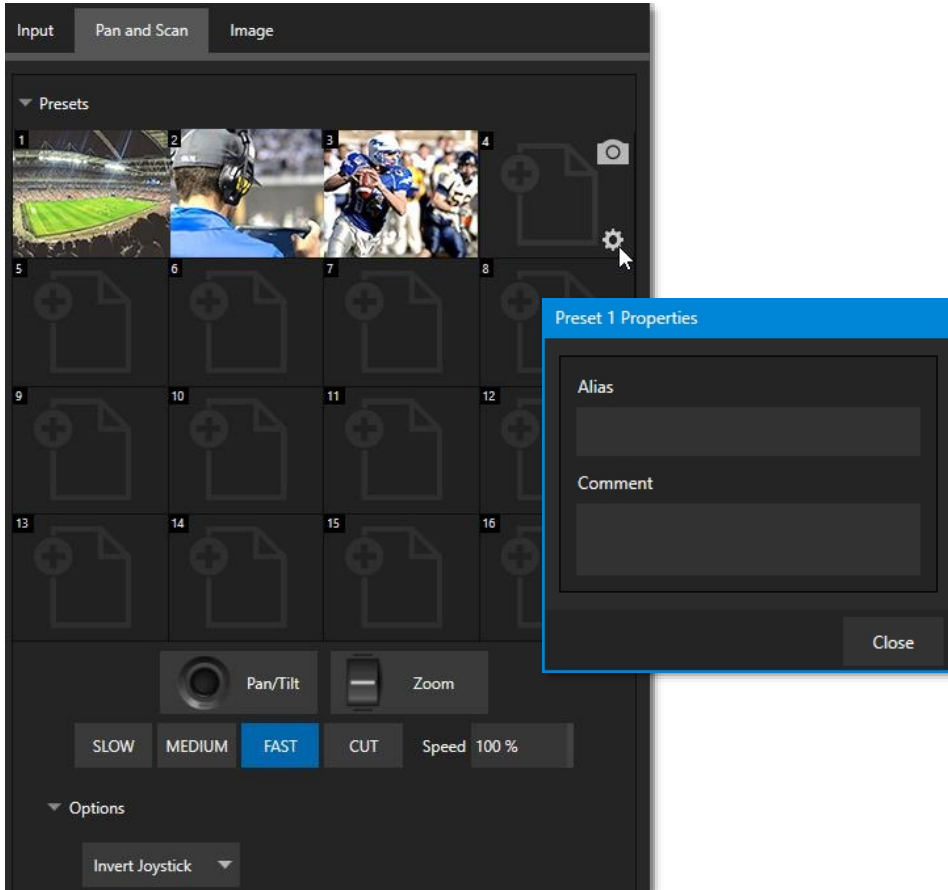 Input Pan and Scan Image
Presets
1 2 3 4
5 6 7 8
Preset 1 Properties
Alias
9 10 11 12
Comment
13 14 15 16
Close
Pan/Tilt Zoom
SLOW MEDIUM FAST CUT Speed 100 %
Options
Invert Joystick